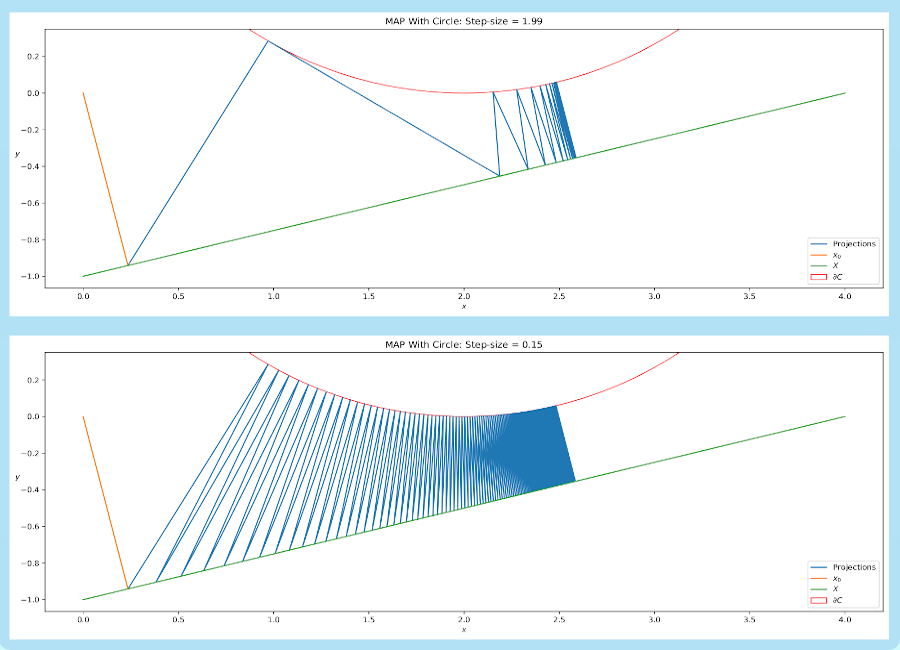 MAP With Circle: Step-size = 1.99
0.2
0.0
−0.2
y
−0.4
−0.6
−0.8
−1.0
Projections
x₀
X
∂C
0.0 0.5 1.0 1.5 2.0 2.5 3.0 3.5 4.0
x
MAP With Circle: Step-size = 0.15
0.2
0.0
−0.2
y
−0.4
−0.6
−0.8
−1.0
Projections
x₀
X
∂C
0.0 0.5 1.0 1.5 2.0 2.5 3.0 3.5 4.0
x